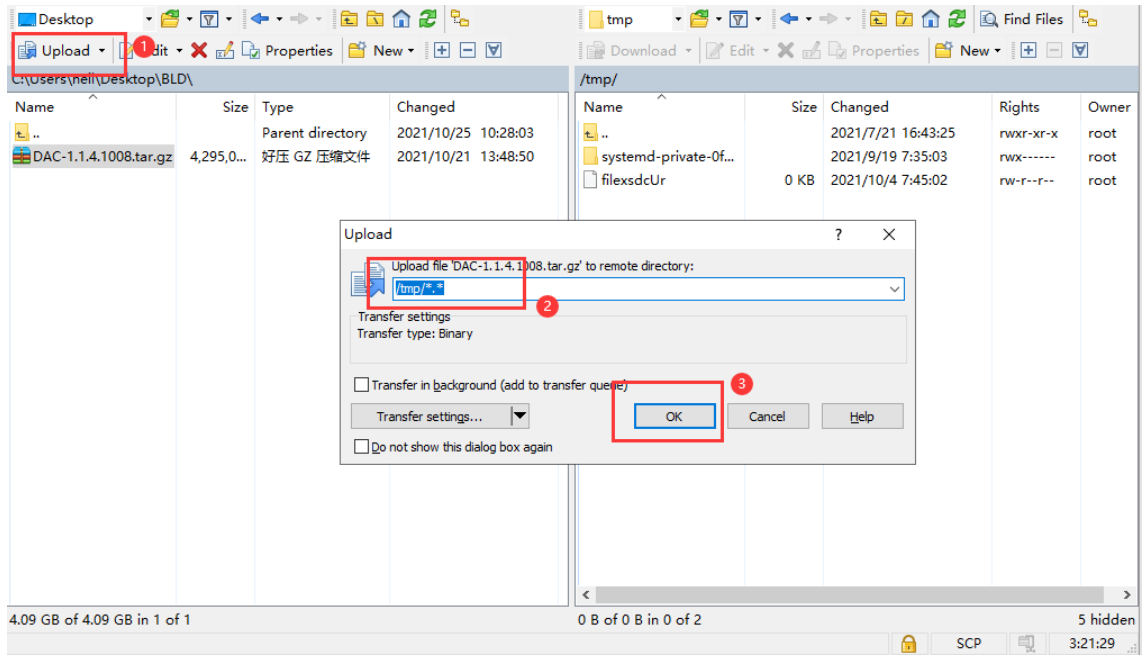 Desktop
tmp
Find Files
Upload
1
Edit
Properties
New
Download
Edit
Properties
New
C:\Users\nell\Desktop\BLD\
/tmp/
Name Size Type Changed
Name Size Changed Rights Owner
.. Parent directory 2021/10/25 10:28:03
.. 2021/7/21 16:43:25 rwxr-xr-x root
DAC-1.1.4.1008.tar.gz 4,295,0... 好压 GZ 压缩文件 2021/10/21 13:48:50
systemd-private-0f... 2021/9/19 7:35:03 rwx------ root
filexsdcUr 0 KB 2021/10/4 7:45:02 rw-r--r-- root
Upload
?
Upload file 'DAC-1.1.4.1008.tar.gz' to remote directory:
/tmp/*.*
2
Transfer settings
Transfer type: Binary
Transfer in background (add to transfer queue)
3
Transfer settings...
OK
Cancel
Help
Do not show this dialog box again
4.09 GB of 4.09 GB in 1 of 1
0 B of 0 B in 0 of 2
5 hidden
SCP
3:21:29